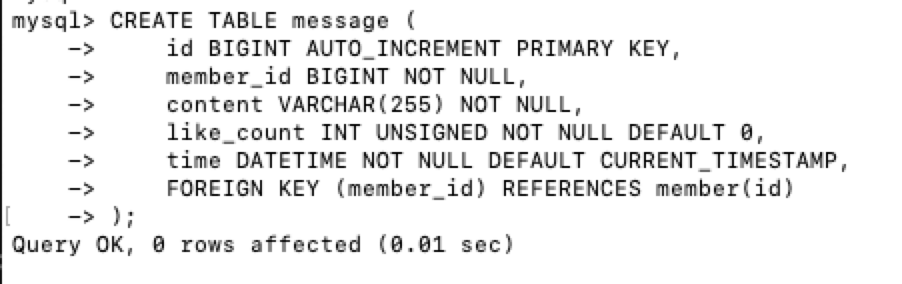 mysql> CREATE TABLE message (
    ->     id BIGINT AUTO_INCREMENT PRIMARY KEY,
    ->     member_id BIGINT NOT NULL,
    ->     content VARCHAR(255) NOT NULL,
    ->     like_count INT UNSIGNED NOT NULL DEFAULT 0,
    ->     time DATETIME NOT NULL DEFAULT CURRENT_TIMESTAMP,
    ->     FOREIGN KEY (member_id) REFERENCES member(id)
[    -> );
Query OK, 0 rows affected (0.01 sec)